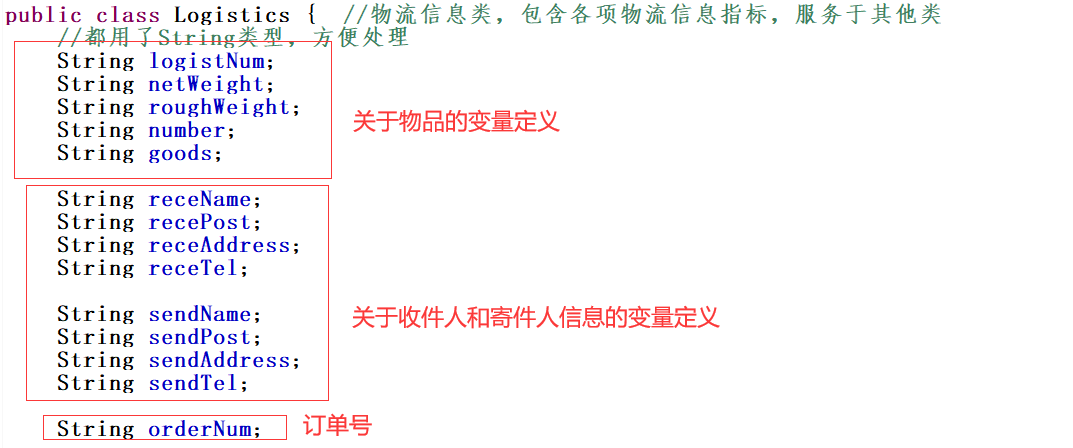 public class Logistics {  //物流信息类，包含各项物流信息指标，服务于其他类
//都用了String类型，方便处理
String logistNum;
String netWeight;
String roughWeight;
关于物品的变量定义
String number;
String goods;
String receName;
String recePost;
String receAddress;
String receTel;
String sendName;
关于收件人和寄件人信息的变量定义
String sendPost;
String sendAddress;
String sendTel;
String orderNum;
订单号